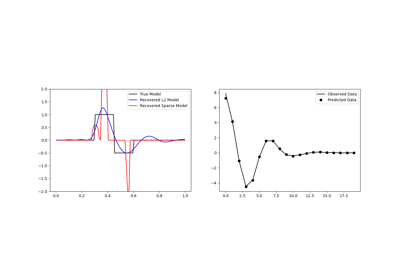 True Model
Recovered L2 Model
Recovered Sparse Model
2.0
1.5
1.0
0.5
0.0
-0.5
-1.0
-1.5
-2.0
0.0 0.2 0.4 0.6 0.8 1.0
Observed Data
Predicted Data
8
6
4
2
0
-2
-4
0.0 2.5 5.0 7.5 10.0 12.5 15.0 17.5